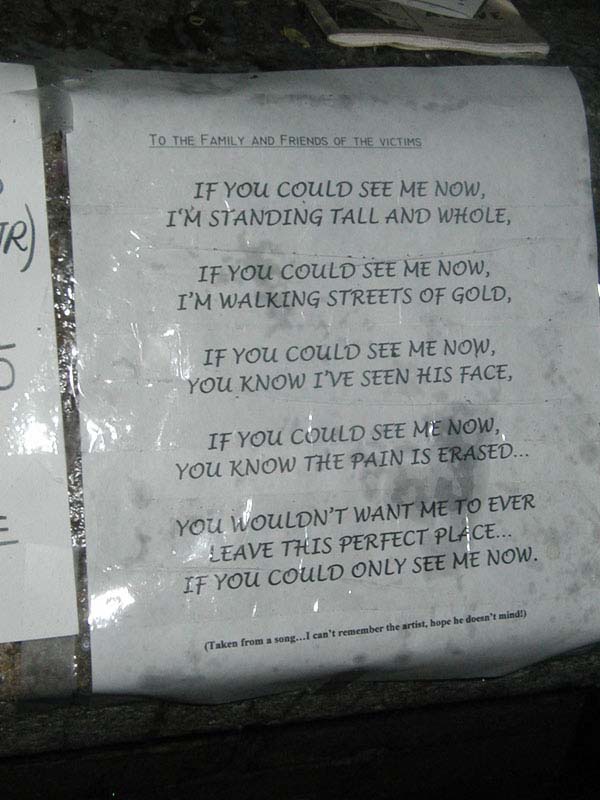 TO THE FAMILY AND FRIENDS OF THE VICTIMS
IF YOU COULD SEE ME NOW,
I'M STANDING TALL AND WHOLE,
IF YOU COULD SEE ME NOW,
I'M WALKING STREETS OF GOLD,
IF YOU COULD SEE ME NOW,
YOU KNOW I'VE SEEN HIS FACE,
IF YOU COULD SEE ME NOW,
YOU KNOW THE PAIN IS ERASED...
YOU WOULDN'T WANT ME TO EVER
LEAVE THIS PERFECT PLACE...
IF YOU COULD ONLY SEE ME NOW.
(Taken from a song...I can't remember the artist, hope he doesn't mind!)